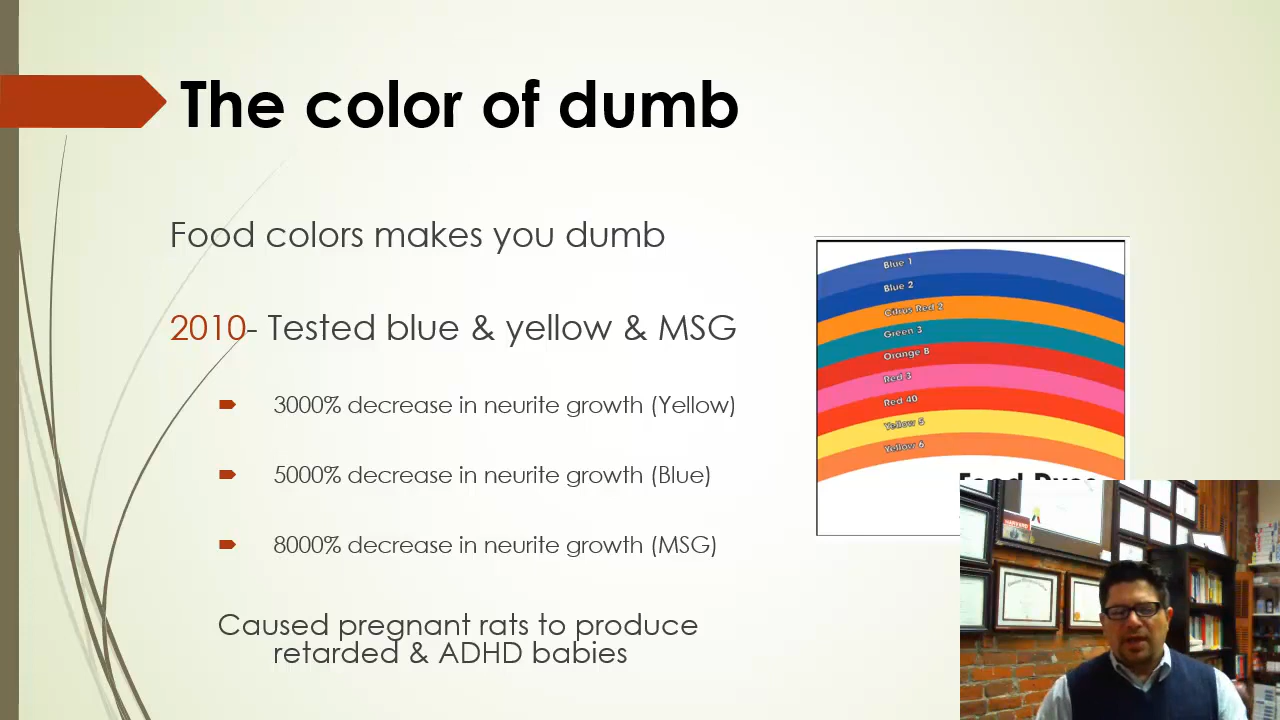 The color of dumb
Food colors makes you dumb
2010- Tested blue & yellow & MSG
3000% decrease in neurite growth (Yellow)
5000% decrease in neurite growth (Blue)
8000% decrease in neurite growth (MSG)
Caused pregnant rats to produce
retarded & ADHD babies
Blue 1
Blue 2
Citrus Red 2
Green 3
Orange B
Red 3
Red 40
Yellow 5
Yellow 6
HARVARD